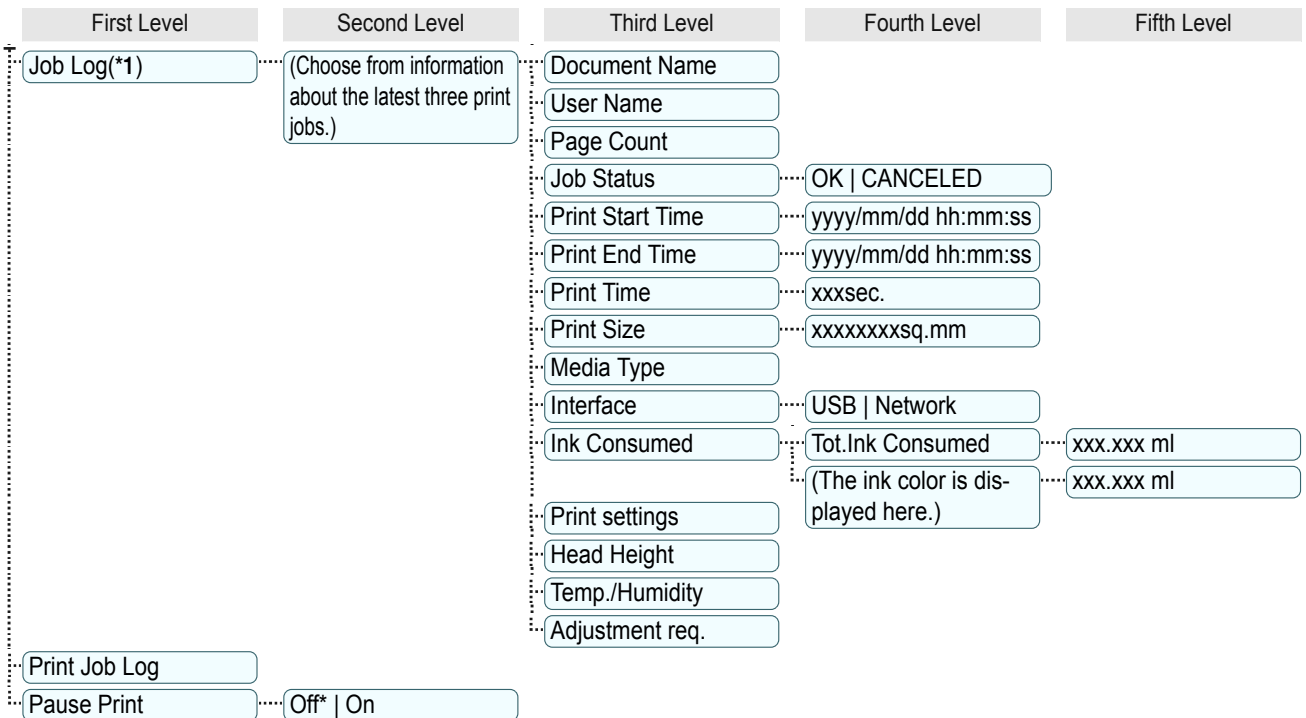 First Level Second Level Third Level Fourth Level Fifth Level
Job Log(*1) (Choose from information Document Name
about the latest three print
jobs.)
User Name
Page Count
Job Status OK | CANCELED
Print Start Time yyyy/mm/dd hh:mm:ss
Print End Time yyyy/mm/dd hh:mm:ss
Print Time xxxsec.
Print Size xxxxxxxxsq.mm
Media Type
Interface USB | Network
Ink Consumed Tot.Ink Consumed xxx.xxx ml
(The ink color is dis- xxx.xxx ml
played here.)
Print settings
Head Height
Temp./Humidity
Adjustment req.
Print Job Log
Pause Print Off* | On